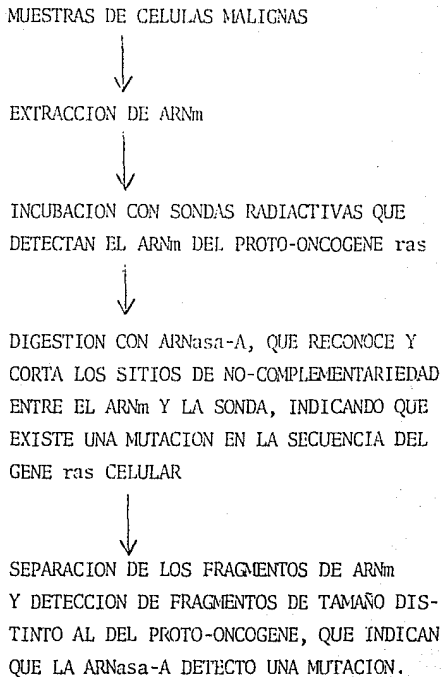 MUESTRAS DE CELULAS MALIGNAS
EXTRACCION DE ARNm
INCUBACION CON SONDAS RADIACTIVAS QUE
DETECTAN EL ARNm DEL PROTO-ONCOGENE ras
DIGESTION CON ARNasa-A, QUE RECONOCE Y
CORTA LOS SITIOS DE NO-COMPLEMENTARIEDAD
ENTRE EL ARNm Y LA SONDA, INDICANDO QUE
EXISTE UNA MUTACION EN LA SECUENCIA DEL
GENE ras CELULAR
SEPARACION DE LOS FRAGMENTOS DE ARNm
Y DETECCION DE FRAGMENTOS DE TAMAÑO DIS-
TINTO AL DEL PROTO-ONCOGENE, QUE INDICAN
QUE LA ARNasa-A DETECTO UNA MUTACION.